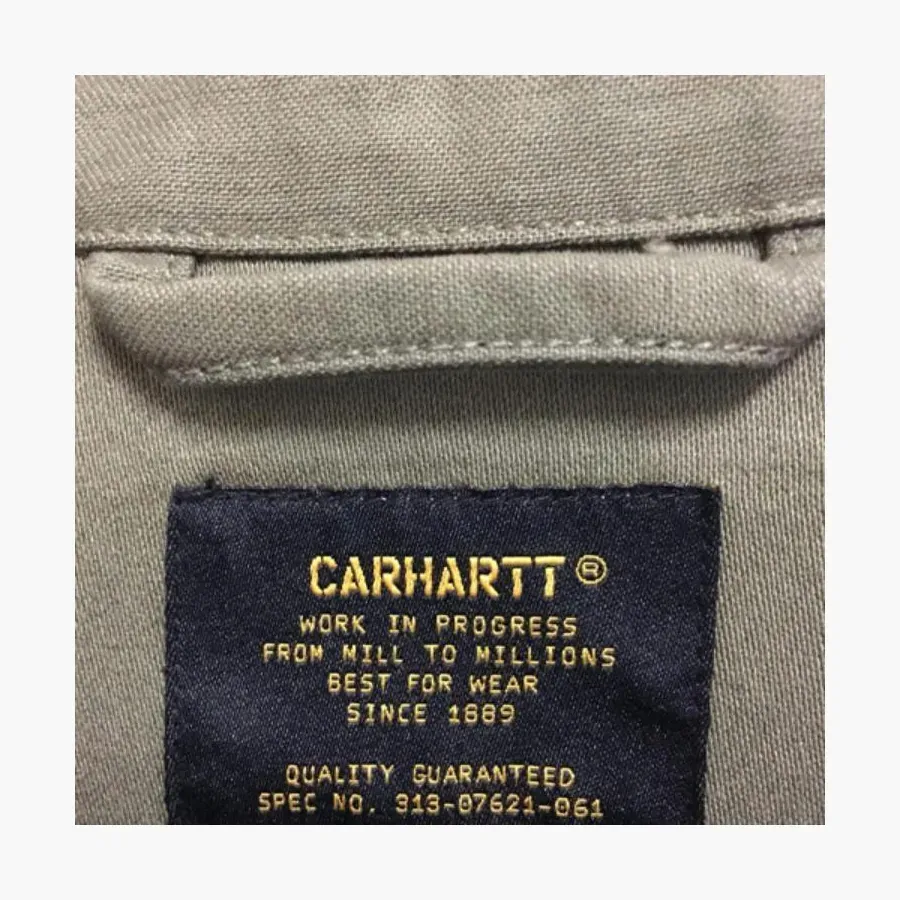 CARHARTT®
WORK IN PROGRESS
FROM MILL TO MILLIONS
BEST FOR WEAR
SINCE 1889
QUALITY GUARANTEED
SPEC NO. 313-07621-061